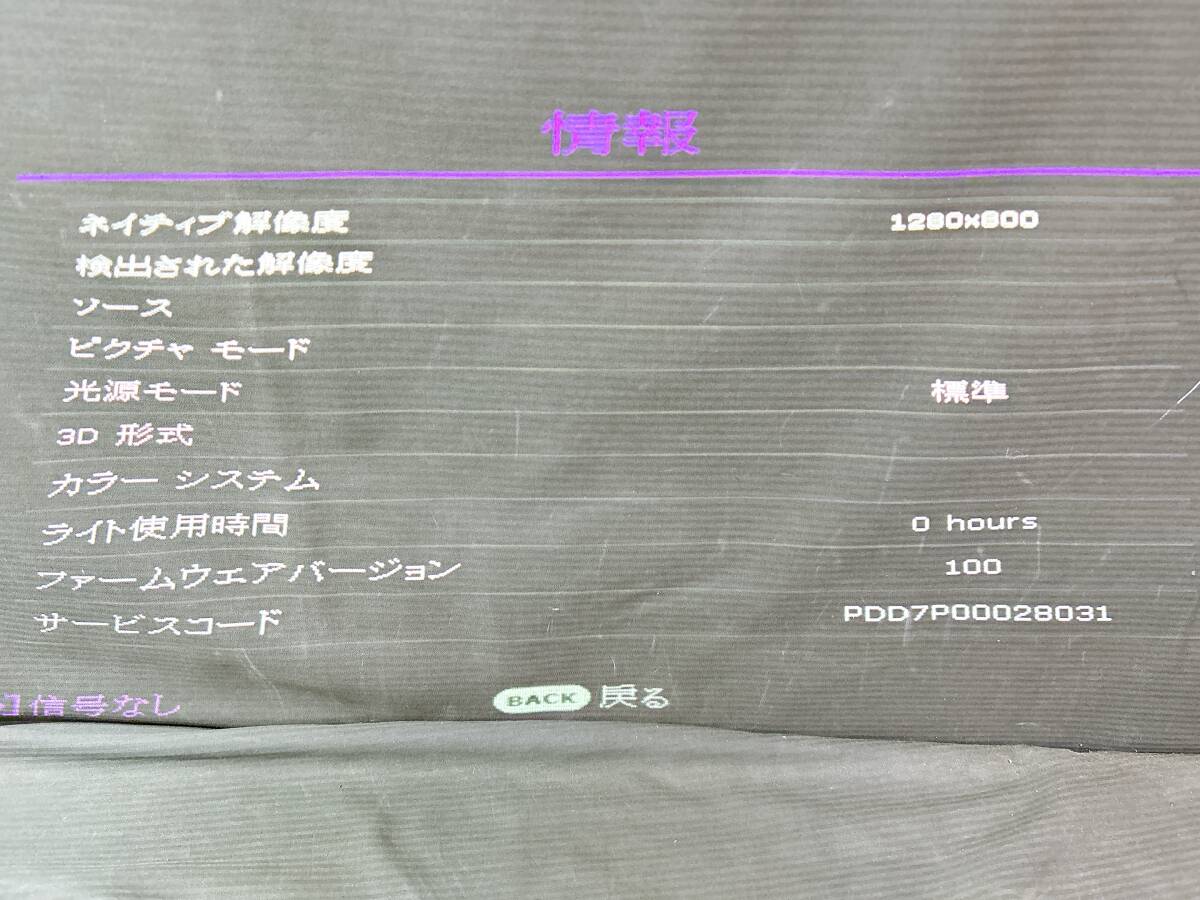 情報
ネイティブ解像度 1280x800
検出された解像度
ソース
ピクチャ モード
光源モード 標準
3D 形式
カラー システム
ライト使用時間 0 hours
ファームウエアバージョン 100
サービスコード PDD7P00028031
信号なし BACK 戻る